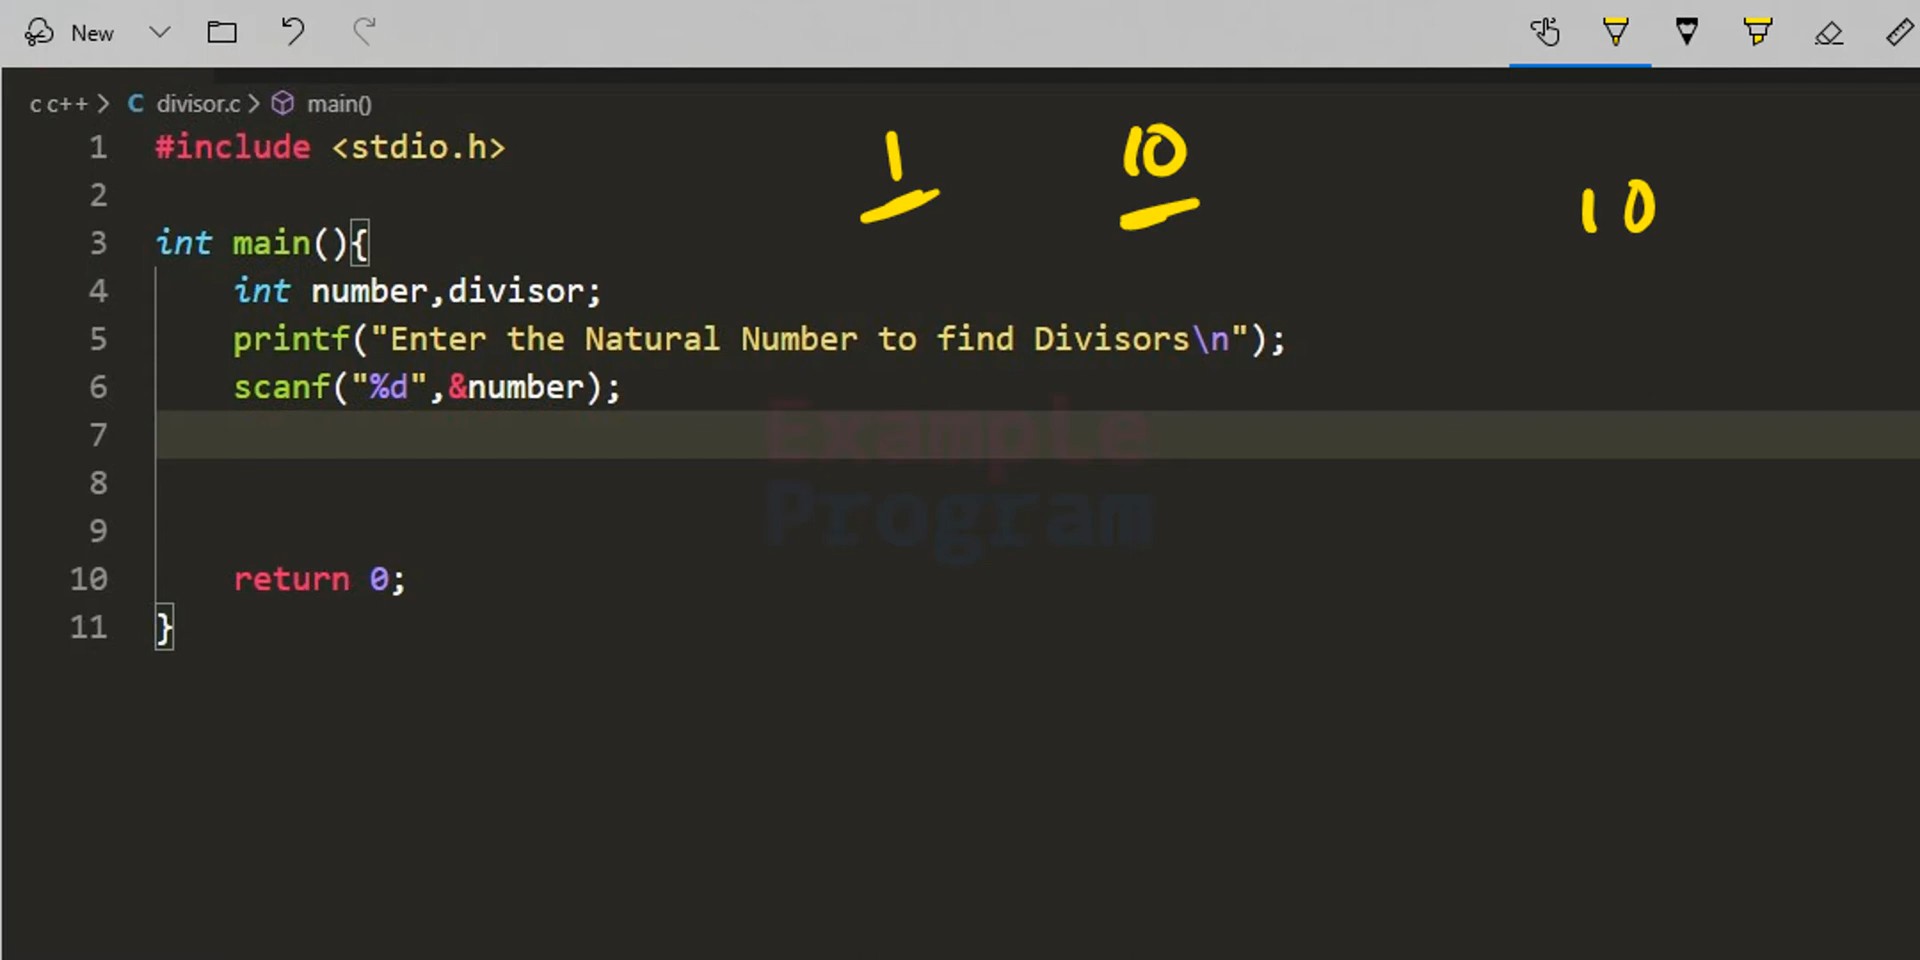 New
c c++ > C divisor.c > main()
1 #include <stdio.h>
1 10
2
10
3 int main(){
4 int number,divisor;
5 printf("Enter the Natural Number to find Divisors\n");
6 scanf("%d",&number);
7
Example
8
Program
9
10 return 0;
11 }